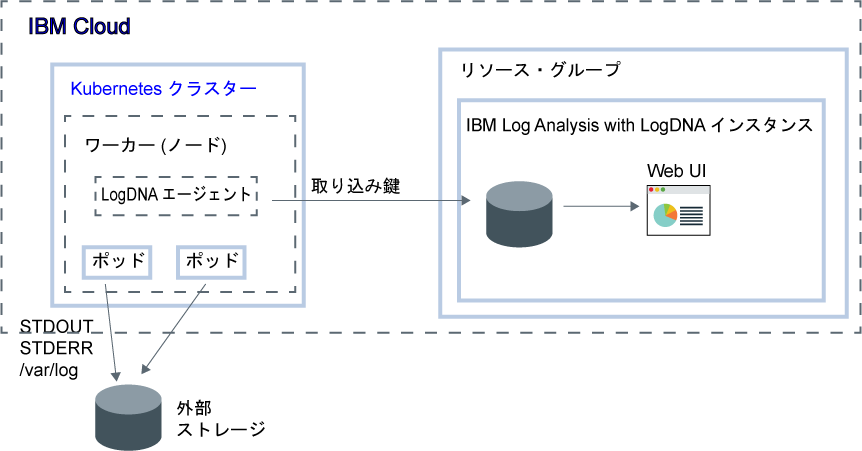 IBM Cloud
Kubernetes クラスター
ワーカー (ノード)
LogDNA エージェント
ポッド
ポッド
取り込み鍵
リソース・グループ
IBM Log Analysis with LogDNA インスタンス
Web UI
STDOUT
STDERR
/var/log
外部
ストレージ